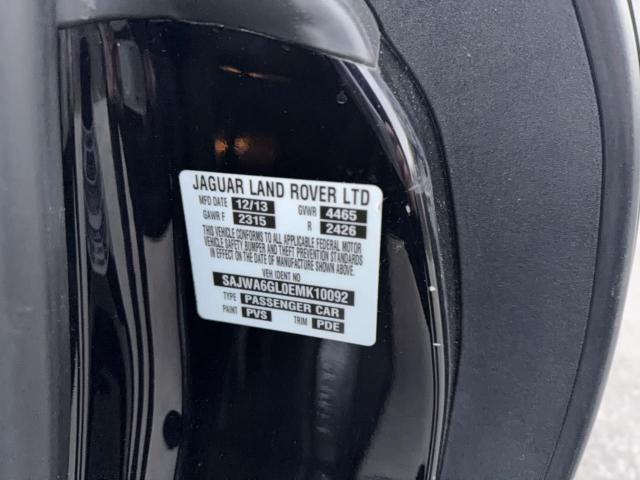 JAGUAR LAND ROVER LTD
MFD DATE 12/13 GVWR 4465
GAWR F 2315 R 2426
THIS VEHICLE CONFORMS TO ALL APPLICABLE FEDERAL MOTOR
VEHICLE SAFETY, BUMPER AND THEFT PREVENTION STANDARDS
IN EFFECT ON THE DATE OF MANUFACTURE SHOWN ABOVE.
VEH IDENT NO
SAJWA6GL0EMK10092
TYPE PASSENGER CAR
PAINT PVS TRIM PDE